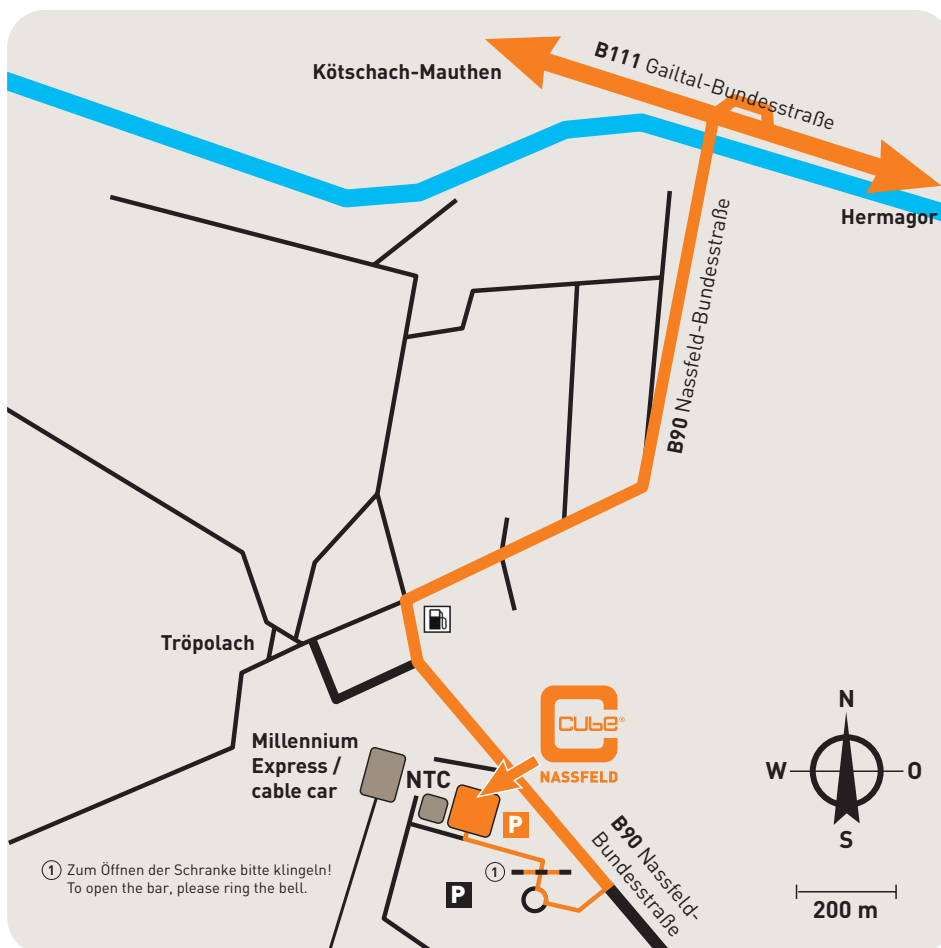 B111 Gailtal-Bundesstraße
Kötschach-Mauthen
Hermagor
B90 Nassfeld-Bundesstraße
Tröpolach
CUbe®
NASSFELD
Millennium
Express /
cable car
NTC
P
P
B90 Nassfeld-
Bundesstraße
1 Zum Öffnen der Schranke bitte klingeln!
To open the bar, please ring the bell.
1
N
W
O
S
200 m